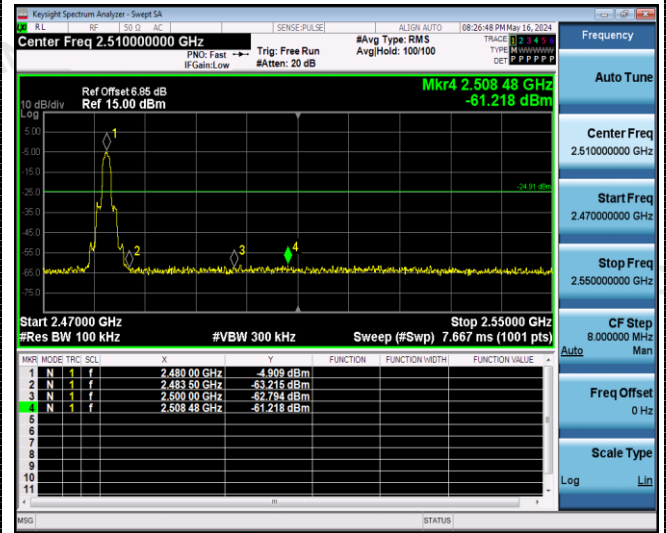 Keysight Spectrum Analyzer - Swept SA
RL RF 50 Ω AC SENSE:PULSE ALIGN AUTO 08:26:48 PM May 16, 2024
Center Freq 2.510000000 GHz
PNO: Fast
IFGain:Low
Trig: Free Run
#Atten: 20 dB
#Avg Type: RMS
Avg|Hold: 100/100
TRACE 1 2 3 4 5 6
TYPE M WWWWW
DET P P P P P P
Frequency
Mkr4 2.508 48 GHz
-61.218 dBm
Ref Offset 6.85 dB
10 dB/div Ref 15.00 dBm
Log
5.00
-5.00
-15.0
-25.0
-35.0
-45.0
-55.0
-65.0
-75.0
1
2
3
4
-24.91 dBm
Start 2.47000 GHz Stop 2.55000 GHz
#Res BW 100 kHz #VBW 300 kHz Sweep (#Swp) 7.667 ms (1001 pts)
MKR MODE TRC SCL X Y FUNCTION FUNCTION WIDTH FUNCTION VALUE
1 N 1 f 2.480 00 GHz -4.909 dBm
2 N 1 f 2.483 50 GHz -63.215 dBm
3 N 1 f 2.500 00 GHz -62.794 dBm
4 N 1 f 2.508 48 GHz -61.218 dBm
5
6
7
8
9
10
11
MSG STATUS
Auto Tune
Center Freq
2.510000000 GHz
Start Freq
2.470000000 GHz
Stop Freq
2.550000000 GHz
CF Step
8.000000 MHz
Auto Man
Freq Offset
0 Hz
Scale Type
Log Lin